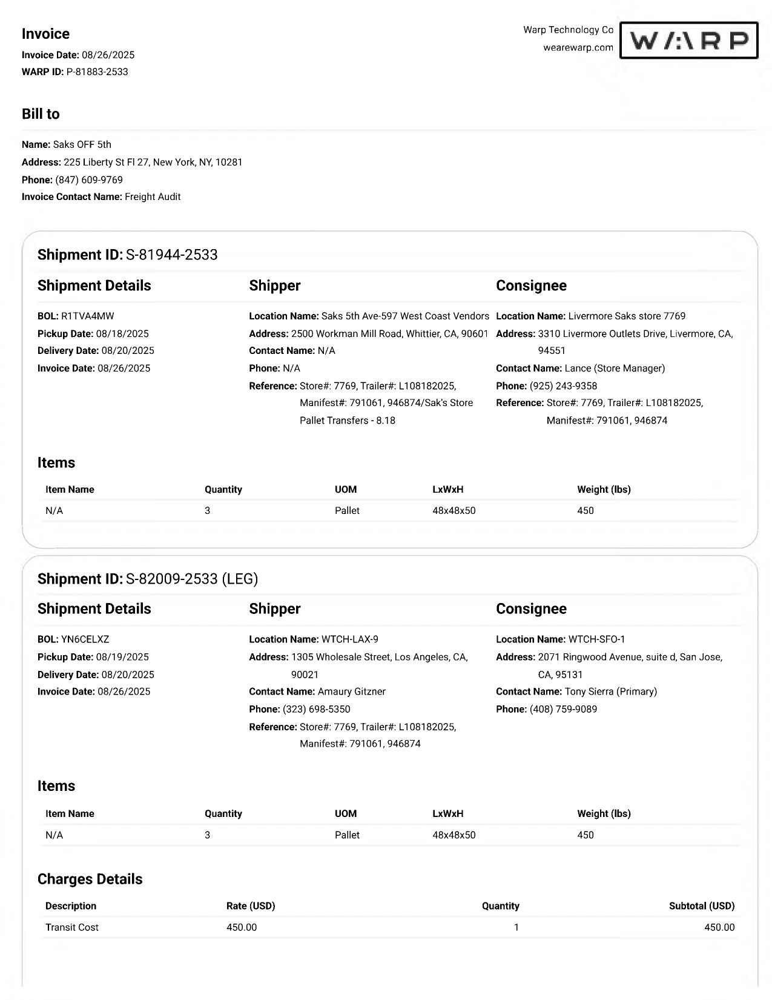 Invoice
Invoice Date: 08/26/2025
WARP ID: P-81883-2533
Warp Technology Co
wearewarp.com
WARP
Bill to
Name: Saks OFF 5th
Address: 225 Liberty St Fl 27, New York, NY, 10281
Phone: (847) 609-9769
Invoice Contact Name: Freight Audit
Shipment ID: S-81944-2533
Shipment Details
BOL: R1TVA4MW
Pickup Date: 08/18/2025
Delivery Date: 08/20/2025
Invoice Date: 08/26/2025
Shipper
Location Name: Saks 5th Ave-597 West Coast Vendors
Address: 2500 Workman Mill Road, Whittier, CA, 90601
Contact Name: N/A
Phone: N/A
Reference: Store#: 7769, Trailer#: L108182025,
Manifest#: 791061, 946874/Sak's Store
Pallet Transfers - 8.18
Consignee
Location Name: Livermore Saks store 7769
Address: 3310 Livermore Outlets Drive, Livermore, CA,
94551
Contact Name: Lance (Store Manager)
Phone: (925) 243-9358
Reference: Store#: 7769, Trailer#: L108182025,
Manifest#: 791061, 946874
Items
Item Name Quantity UOM LxWxH Weight (lbs)
N/A 3 Pallet 48x48x50 450
Shipment ID: S-82009-2533 (LEG)
Shipment Details
BOL: YN6CELXZ
Pickup Date: 08/19/2025
Delivery Date: 08/20/2025
Invoice Date: 08/26/2025
Shipper
Location Name: WTCH-LAX-9
Address: 1305 Wholesale Street, Los Angeles, CA,
90021
Contact Name: Amaury Gitzner
Phone: (323) 698-5350
Reference: Store#: 7769, Trailer#: L108182025,
Manifest#: 791061, 946874
Consignee
Location Name: WTCH-SFO-1
Address: 2071 Ringwood Avenue, suite d, San Jose,
CA, 95131
Contact Name: Tony Sierra (Primary)
Phone: (408) 759-9089
Items
Item Name Quantity UOM LxWxH Weight (lbs)
N/A 3 Pallet 48x48x50 450
Charges Details
Description Rate (USD) Quantity Subtotal (USD)
Transit Cost 450.00 1 450.00